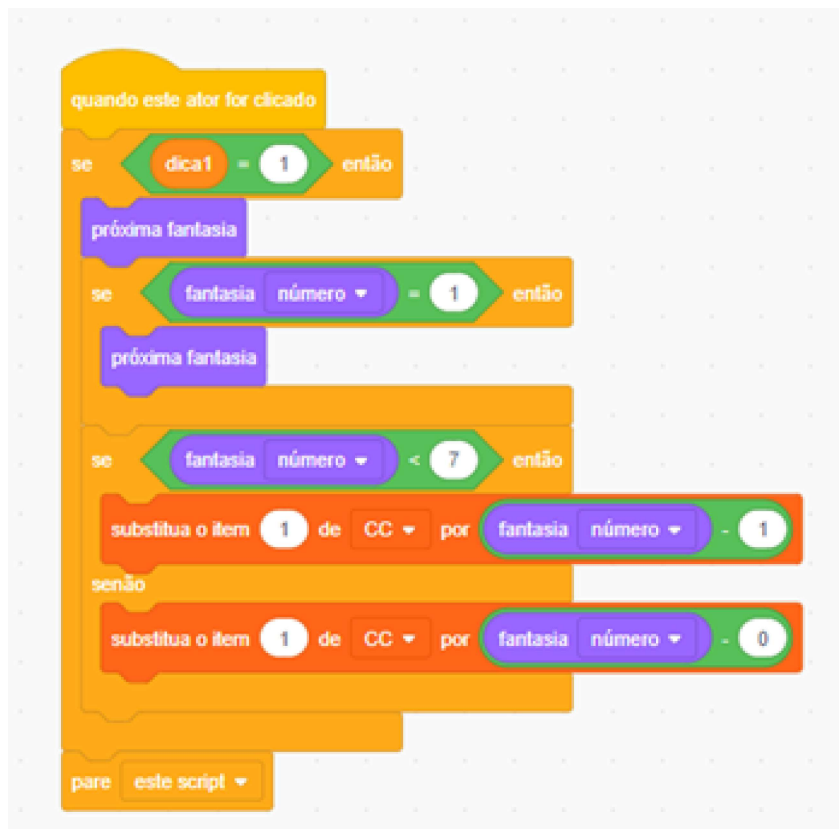 quando este ator for clicado
se dica1 = 1 então
próxima fantasia
se fantasia número = 1 então
próxima fantasia
se fantasia número < 7 então
substitua o item 1 de CC por fantasia número - 1
senão
substitua o item 1 de CC por fantasia número - 0
pare este script